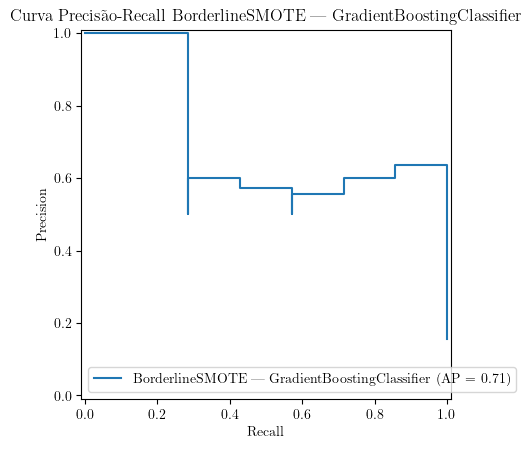 Curva Precisão-Recall BorderlineSMOTE — GradientBoostingClassifier
1.0
0.8
0.6
0.4
0.2
0.0
Precision
BorderlineSMOTE — GradientBoostingClassifier (AP = 0.71)
0.0 0.2 0.4 0.6 0.8 1.0
Recall